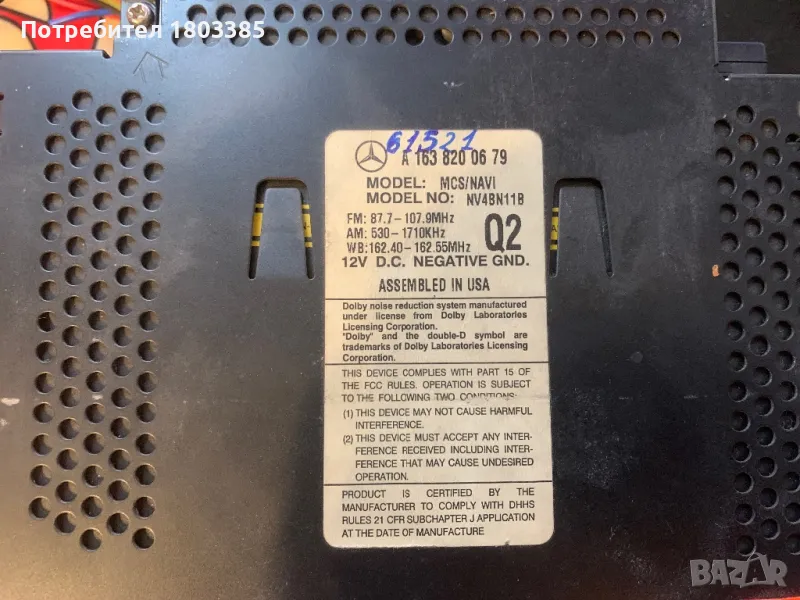 Потребител 1803385
61521
A 163 820 06 79
MODEL: MCS/NAVI
MODEL NO: NV4BN11B
FM: 87.7-107.9MHz
AM: 530-1710KHz
WB:162.40-162.55MHz
Q2
12V D.C. NEGATIVE GND.
ASSEMBLED IN USA
Dolby noise reduction system manufactured
under license from Dolby Laboratories
Licensing Corporation.
"Dolby" and the double-D symbol are
trademarks of Dolby Laboratories Licensing
Corporation.
THIS DEVICE COMPLIES WITH PART 15 OF
THE FCC RULES. OPERATION IS SUBJECT
TO THE FOLLOWING TWO CONDITIONS:
(1) THIS DEVICE MAY NOT CAUSE HARMFUL
INTERFERENCE.
(2) THIS DEVICE MUST ACCEPT ANY INTER-
FERENCE RECEIVED INCLUDING INTER-
FERENCE THAT MAY CAUSE UNDESIRED
OPERATION.
PRODUCT IS CERTIFIED BY THE
MANUFACTURER TO COMPLY WITH DHHS
RULES 21 CFR SUBCHAPTER J APPLICATION
AT THE DATE OF MANUFACTURE
BAZAR